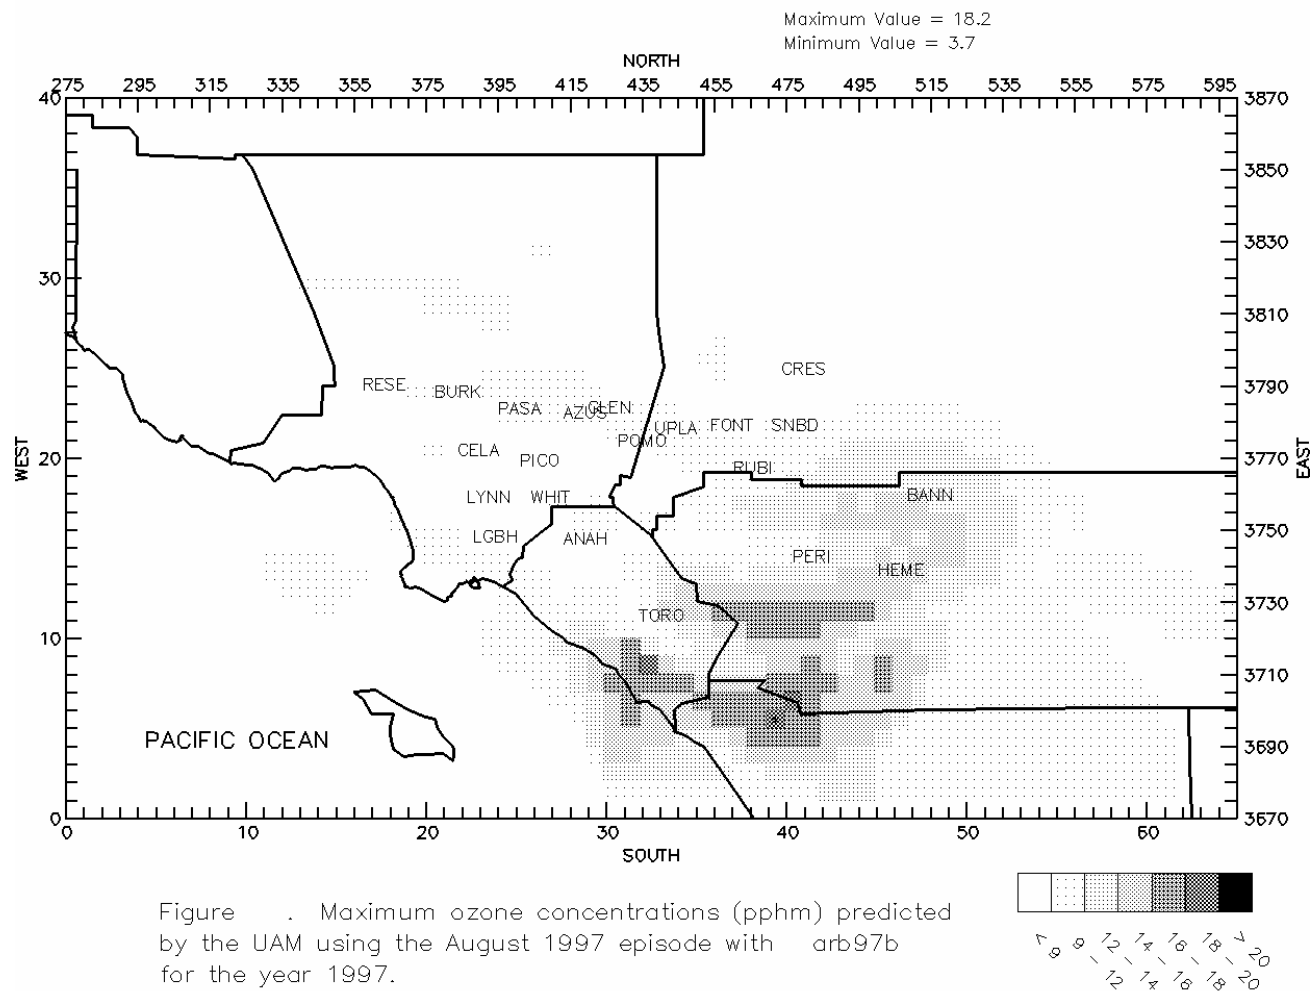 Maximum Value = 18.2
Minimum Value = 3.7
NORTH
275 295 315 335 355 375 395 415 435 455 475 495 515 535 555 575 595
40 3870
3850
3830
30
3810
CRES
RESE BURK 3790
PASA AZUS GLEN
UPLA FONT SNBD
POMO
WEST CELA
PICO RUBI EAST
20 3770
LYNN WHIT BANN
LGBH ANAH 3750
PERI
HEME
TORO 3730
10 3710
PACIFIC OCEAN 3690
0 3670
0 10 20 30 40 50 60
SOUTH
Figure . Maximum ozone concentrations (pphm) predicted
by the UAM using the August 1997 episode with arb97b
for the year 1997.
< 9
9 - 12
12 - 14
14 - 16
16 - 18
18 - 20
> 20